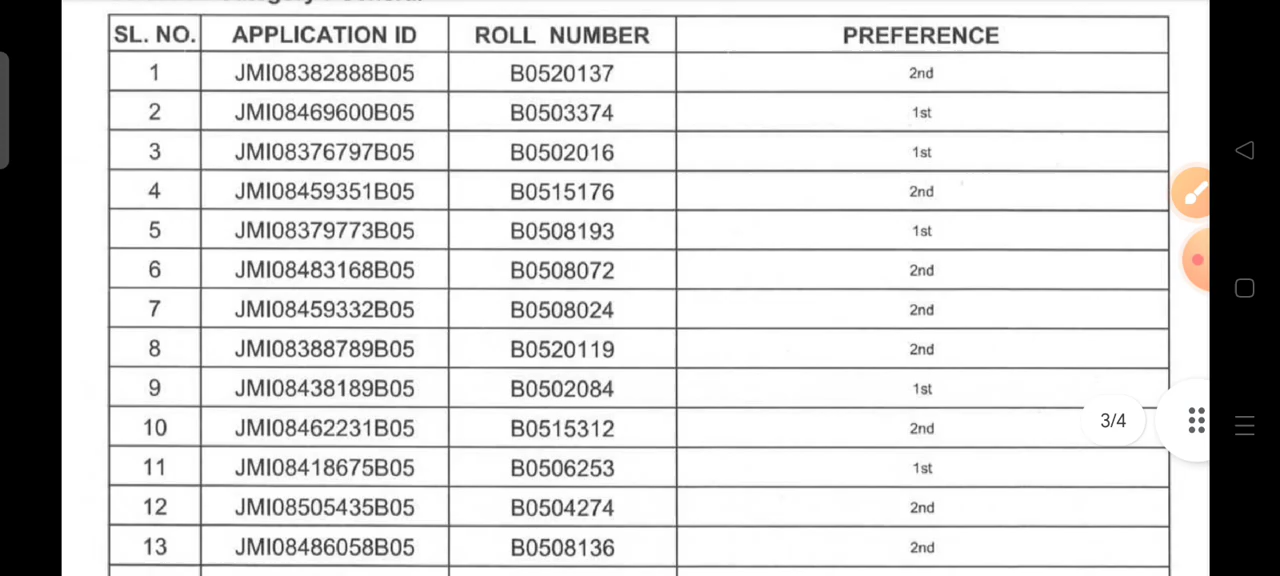 SL. NO. APPLICATION ID ROLL NUMBER PREFERENCE
1 JMI08382888B05 B0520137 2nd
2 JMI08469600B05 B0503374 1st
3 JMI08376797B05 B0502016 1st
4 JMI08459351B05 B0515176 2nd
5 JMI08379773B05 B0508193 1st
6 JMI08483168B05 B0508072 2nd
7 JMI08459332B05 B0508024 2nd
8 JMI08388789B05 B0520119 2nd
9 JMI08438189B05 B0502084 1st
10 JMI08462231B05 B0515312 2nd
3/4
11 JMI08418675B05 B0506253 1st
12 JMI08505435B05 B0504274 2nd
13 JMI08486058B05 B0508136 2nd